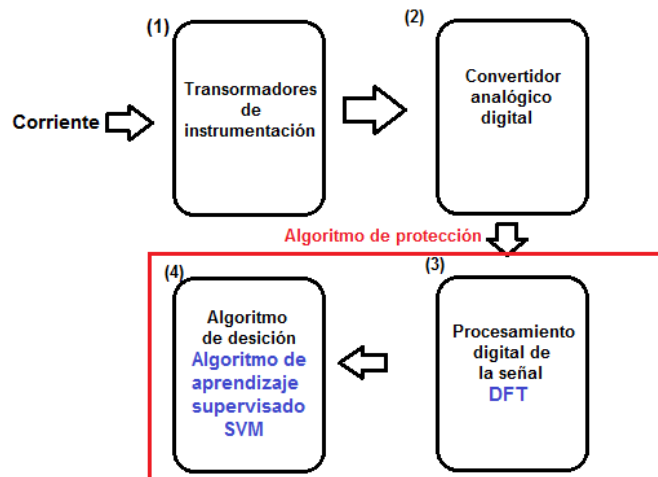 (1)
Transormadores
de
instrumentación
Corriente
(2)
Convertidor
analógico
digital
Algoritmo de protección
(3)
Procesamiento
digital de
la señal
DFT
(4)
Algoritmo
de desición
Algoritmo de
aprendizaje
supervisado
SVM